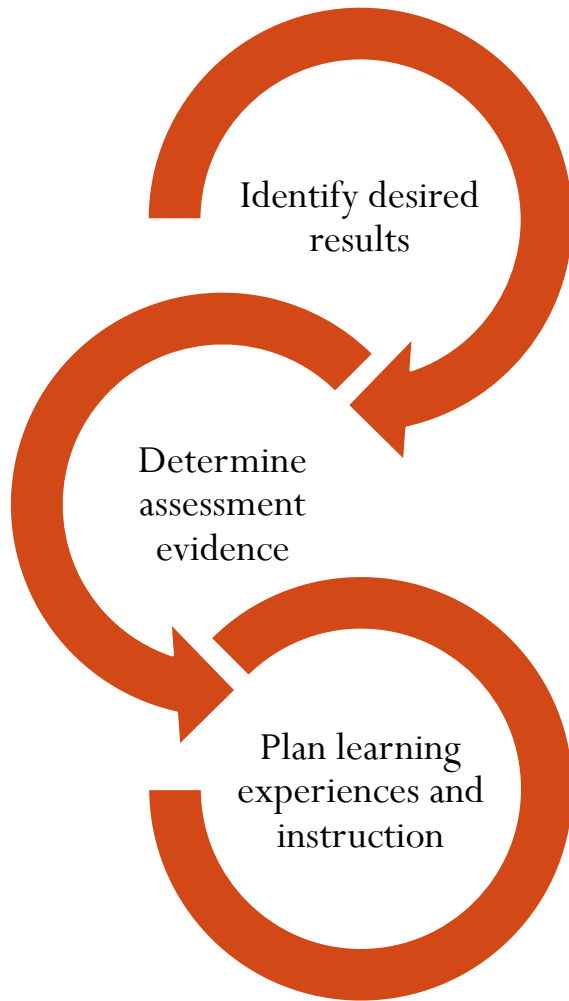 Identify desired
results
Determine
assessment
evidence
Plan learning
experiences and
instruction